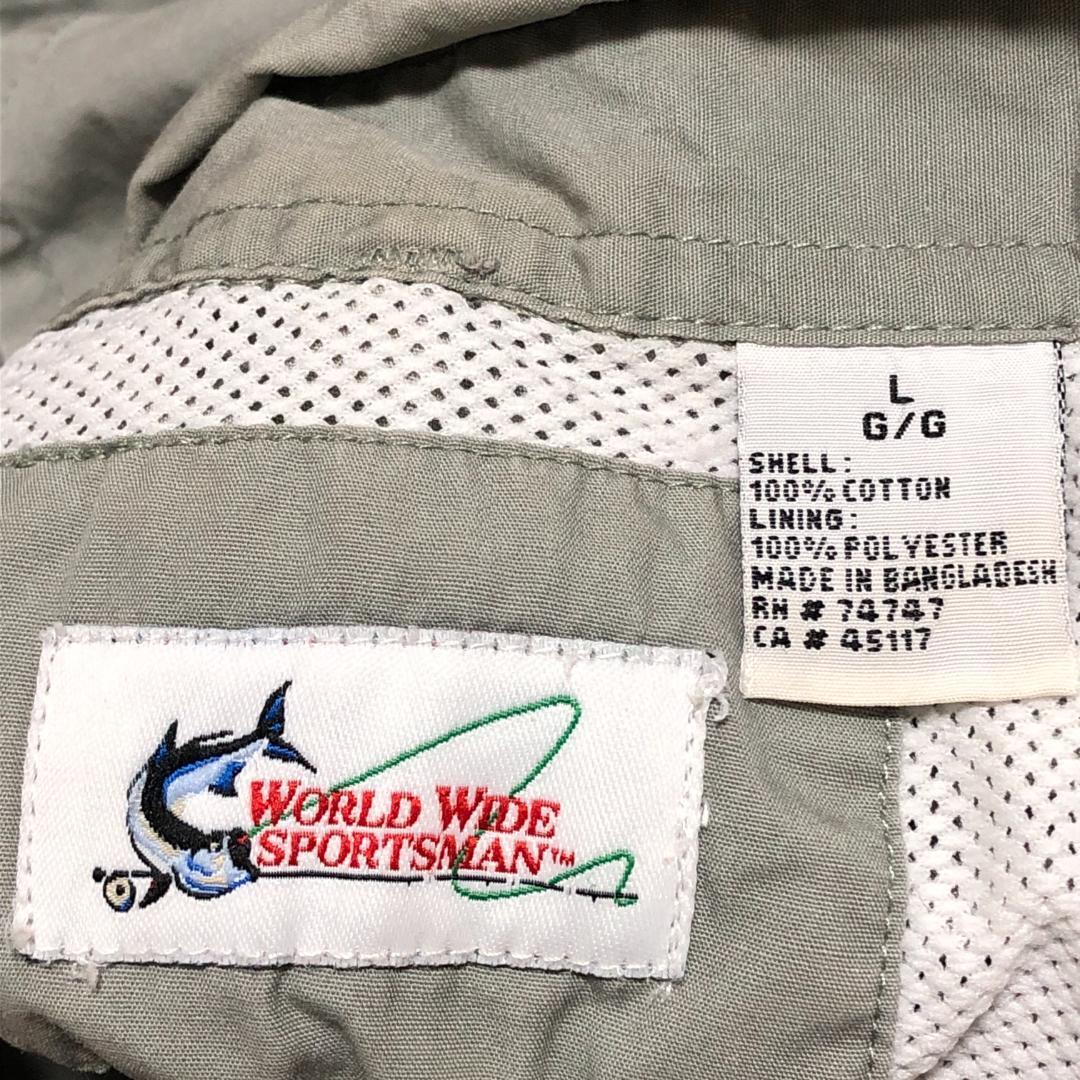 L
G/G
SHELL:
100% COTTON
LINING:
100% POLYESTER
MADE IN BANGLADESH
RN # 74747
CA # 45117
WORLD WIDE
SPORTSMAN™